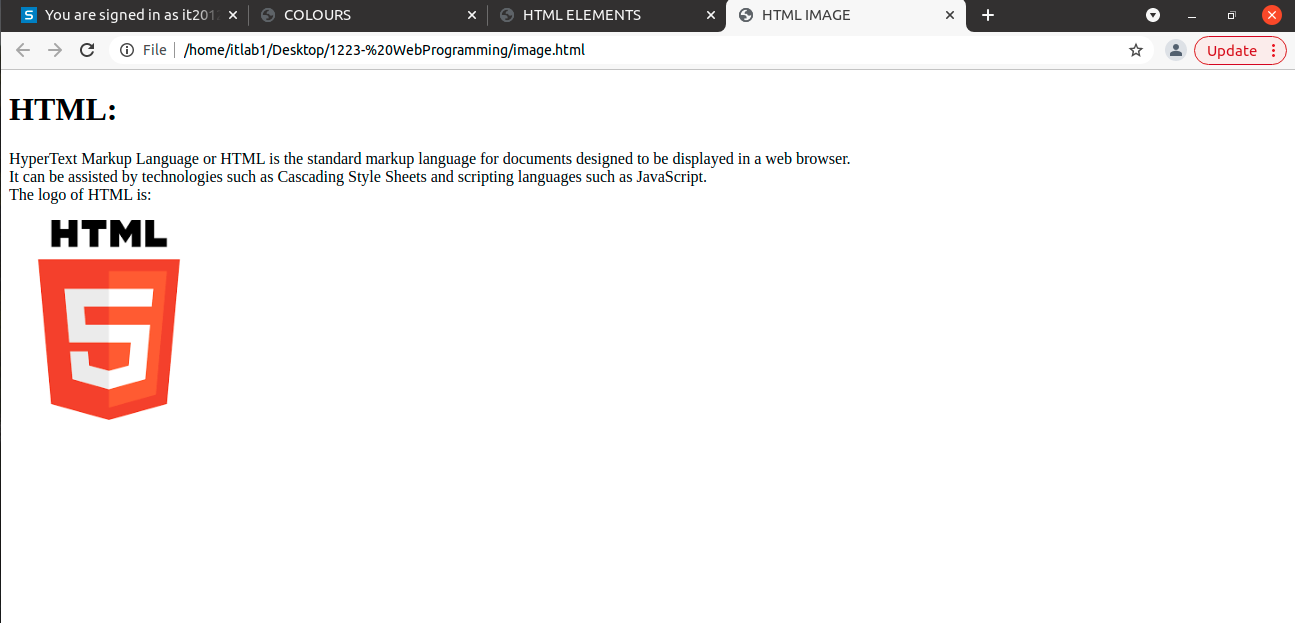 You are signed in as it201
COLOURS
HTML ELEMENTS
HTML IMAGE
File
/home/itlab1/Desktop/1223-%20WebProgramming/image.html
Update
HTML:
HyperText Markup Language or HTML is the standard markup language for documents designed to be displayed in a web browser.
It can be assisted by technologies such as Cascading Style Sheets and scripting languages such as JavaScript.
The logo of HTML is:
HTML
5